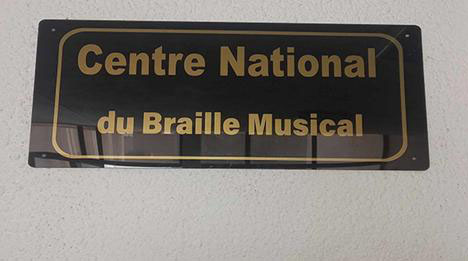 Centre National
du Braille Musical